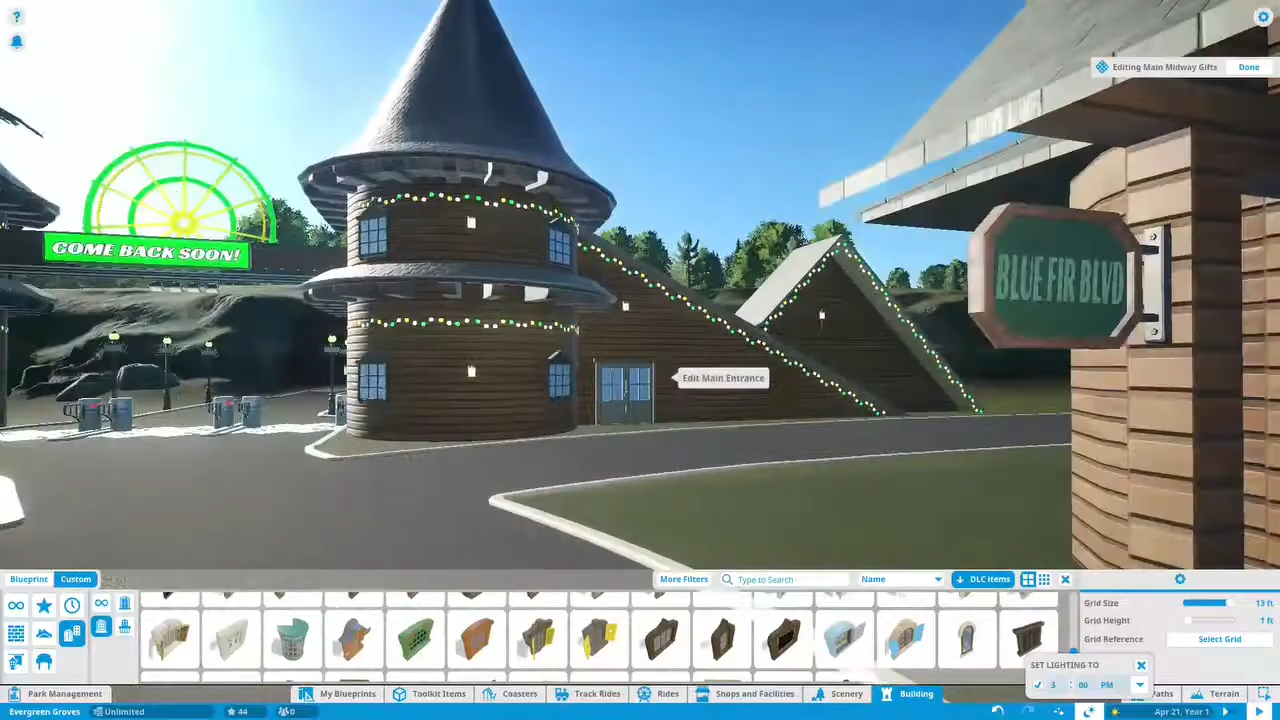 ?
Editing Main Midway Gifts Done
COME BACK SOON!
BLUE FIR BLVD
Edit Main Entrance
Blueprint Custom More Filters Type to Search Name DLC items
Grid Size 13 ft
Grid Height 1 ft
Grid Reference Select Grid
SET LIGHTING TO
3 : 00 PM
Park Management My Blueprints Toolkit Items Coasters Track Rides Rides Shops and Facilities Scenery Building Paths Terrain
Evergreen Groves Unlimited 44 0 Apr 21, Year 1